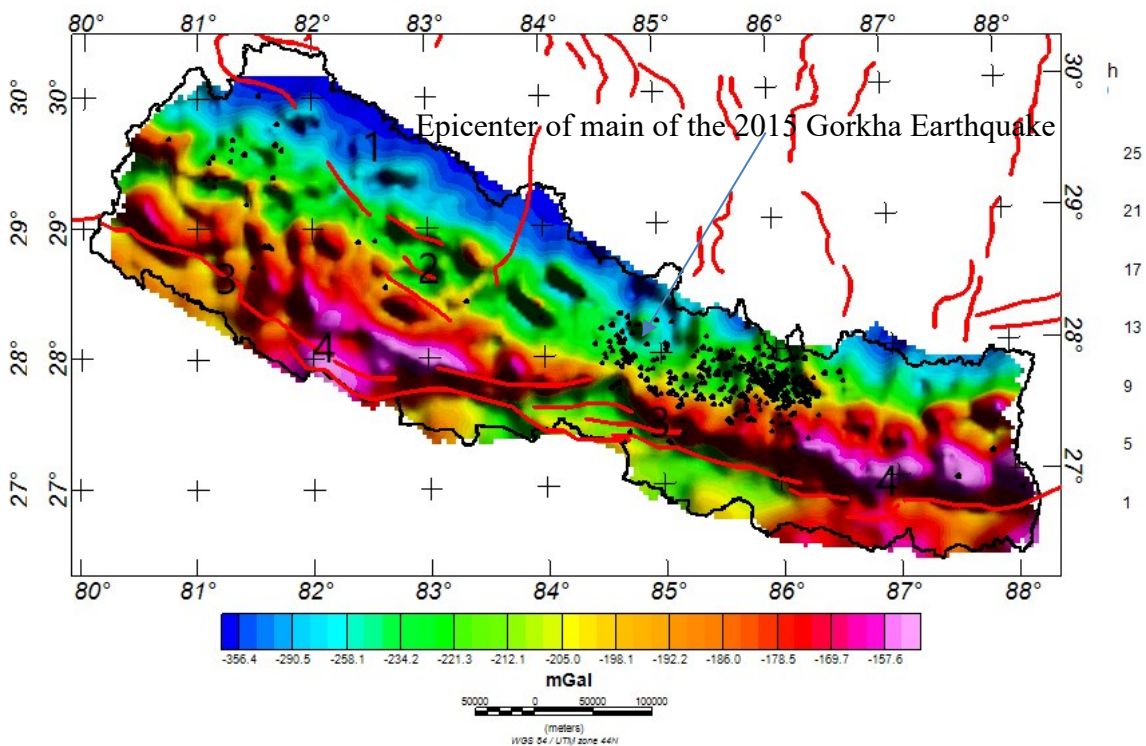 80° 81° 82° 83° 84° 85° 86° 87° 88°
h
30° 30° 30°
Epicenter of main of the 2015 Gorkha Earthquake
1
25
29° 29° 29°
21
2
3
17
28° 28° 28°
4
13
9
3
5
27° 27° 27°
4
1
80° 81° 82° 83° 84° 85° 86° 87° 88°
-356.4 -290.5 -258.1 -234.2 -221.3 -212.1 -205.0 -198.1 -192.2 -186.0 -178.5 -169.7 -157.6
mGal
50000 0 50000 100000
(meters)
WGS 84 / UTM zone 44N